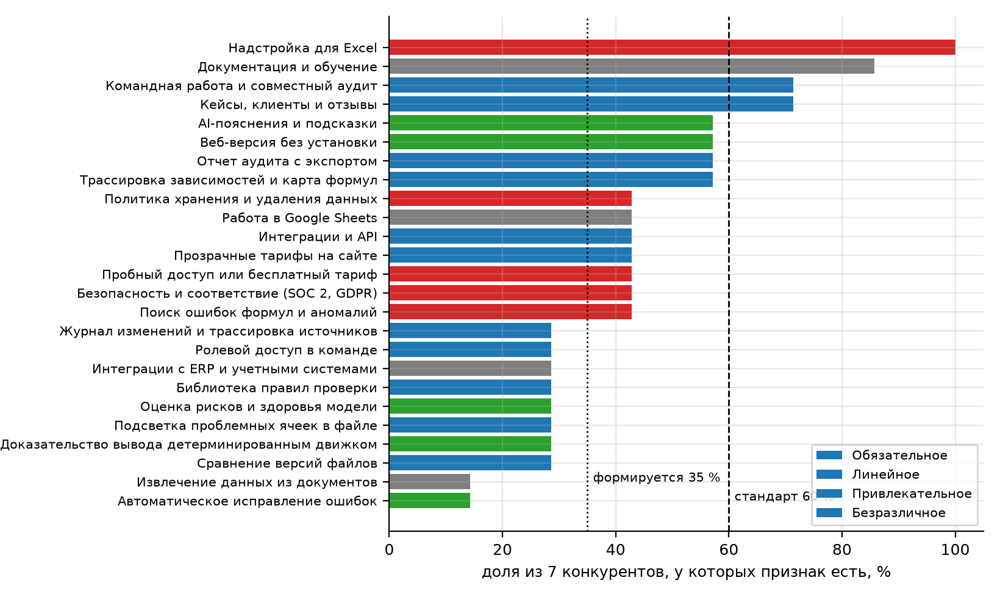 Надстройка для Excel
Документация и обучение
Командная работа и совместный аудит
Кейсы, клиенты и отзывы
AI-пояснения и подсказки
Веб-версия без установки
Отчет аудита с экспортом
Трассировка зависимостей и карта формул
Политика хранения и удаления данных
Работа в Google Sheets
Интеграции и API
Прозрачные тарифы на сайте
Пробный доступ или бесплатный тариф
Безопасность и соответствие (SOC 2, GDPR)
Поиск ошибок формул и аномалий
Журнал изменений и трассировка источников
Ролевой доступ в команде
Интеграции с ERP и учетными системами
Библиотека правил проверки
Оценка рисков и здоровья модели
Подсветка проблемных ячеек в файле
Доказательство вывода детерминированным движком
Сравнение версий файлов
Извлечение данных из документов
Автоматическое исправление ошибок
формируется 35 %
стандарт 60 %
Обязательное
Линейное
Привлекательное
Безразличное
0 20 40 60 80 100
доля из 7 конкурентов, у которых признак есть, %